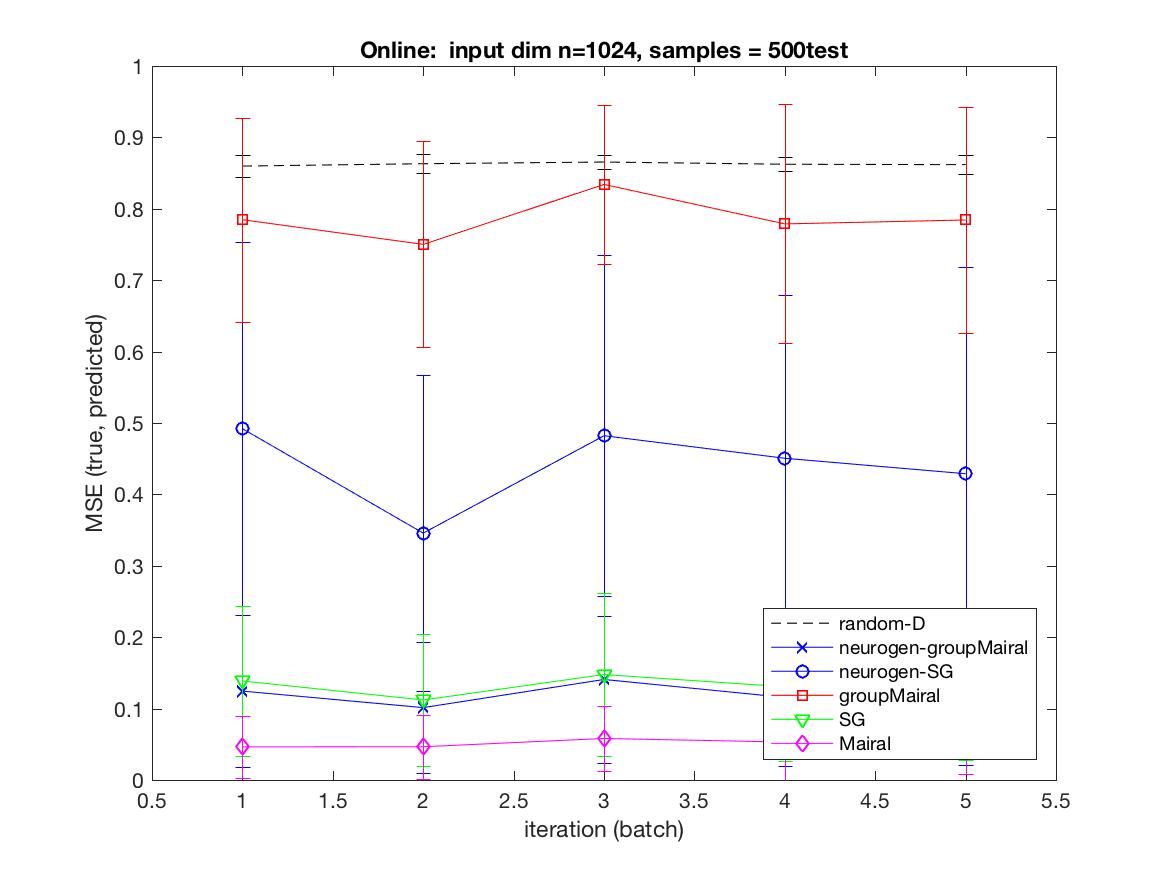 Online:  input dim n=1024, samples = 500test
1
0.9
0.8
0.7
0.6
0.5
0.4
0.3
0.2
0.1
0
MSE (true, predicted)
random-D
neurogen-groupMairal
neurogen-SG
groupMairal
SG
Mairal
0.5 1 1.5 2 2.5 3 3.5 4 4.5 5 5.5
iteration (batch)